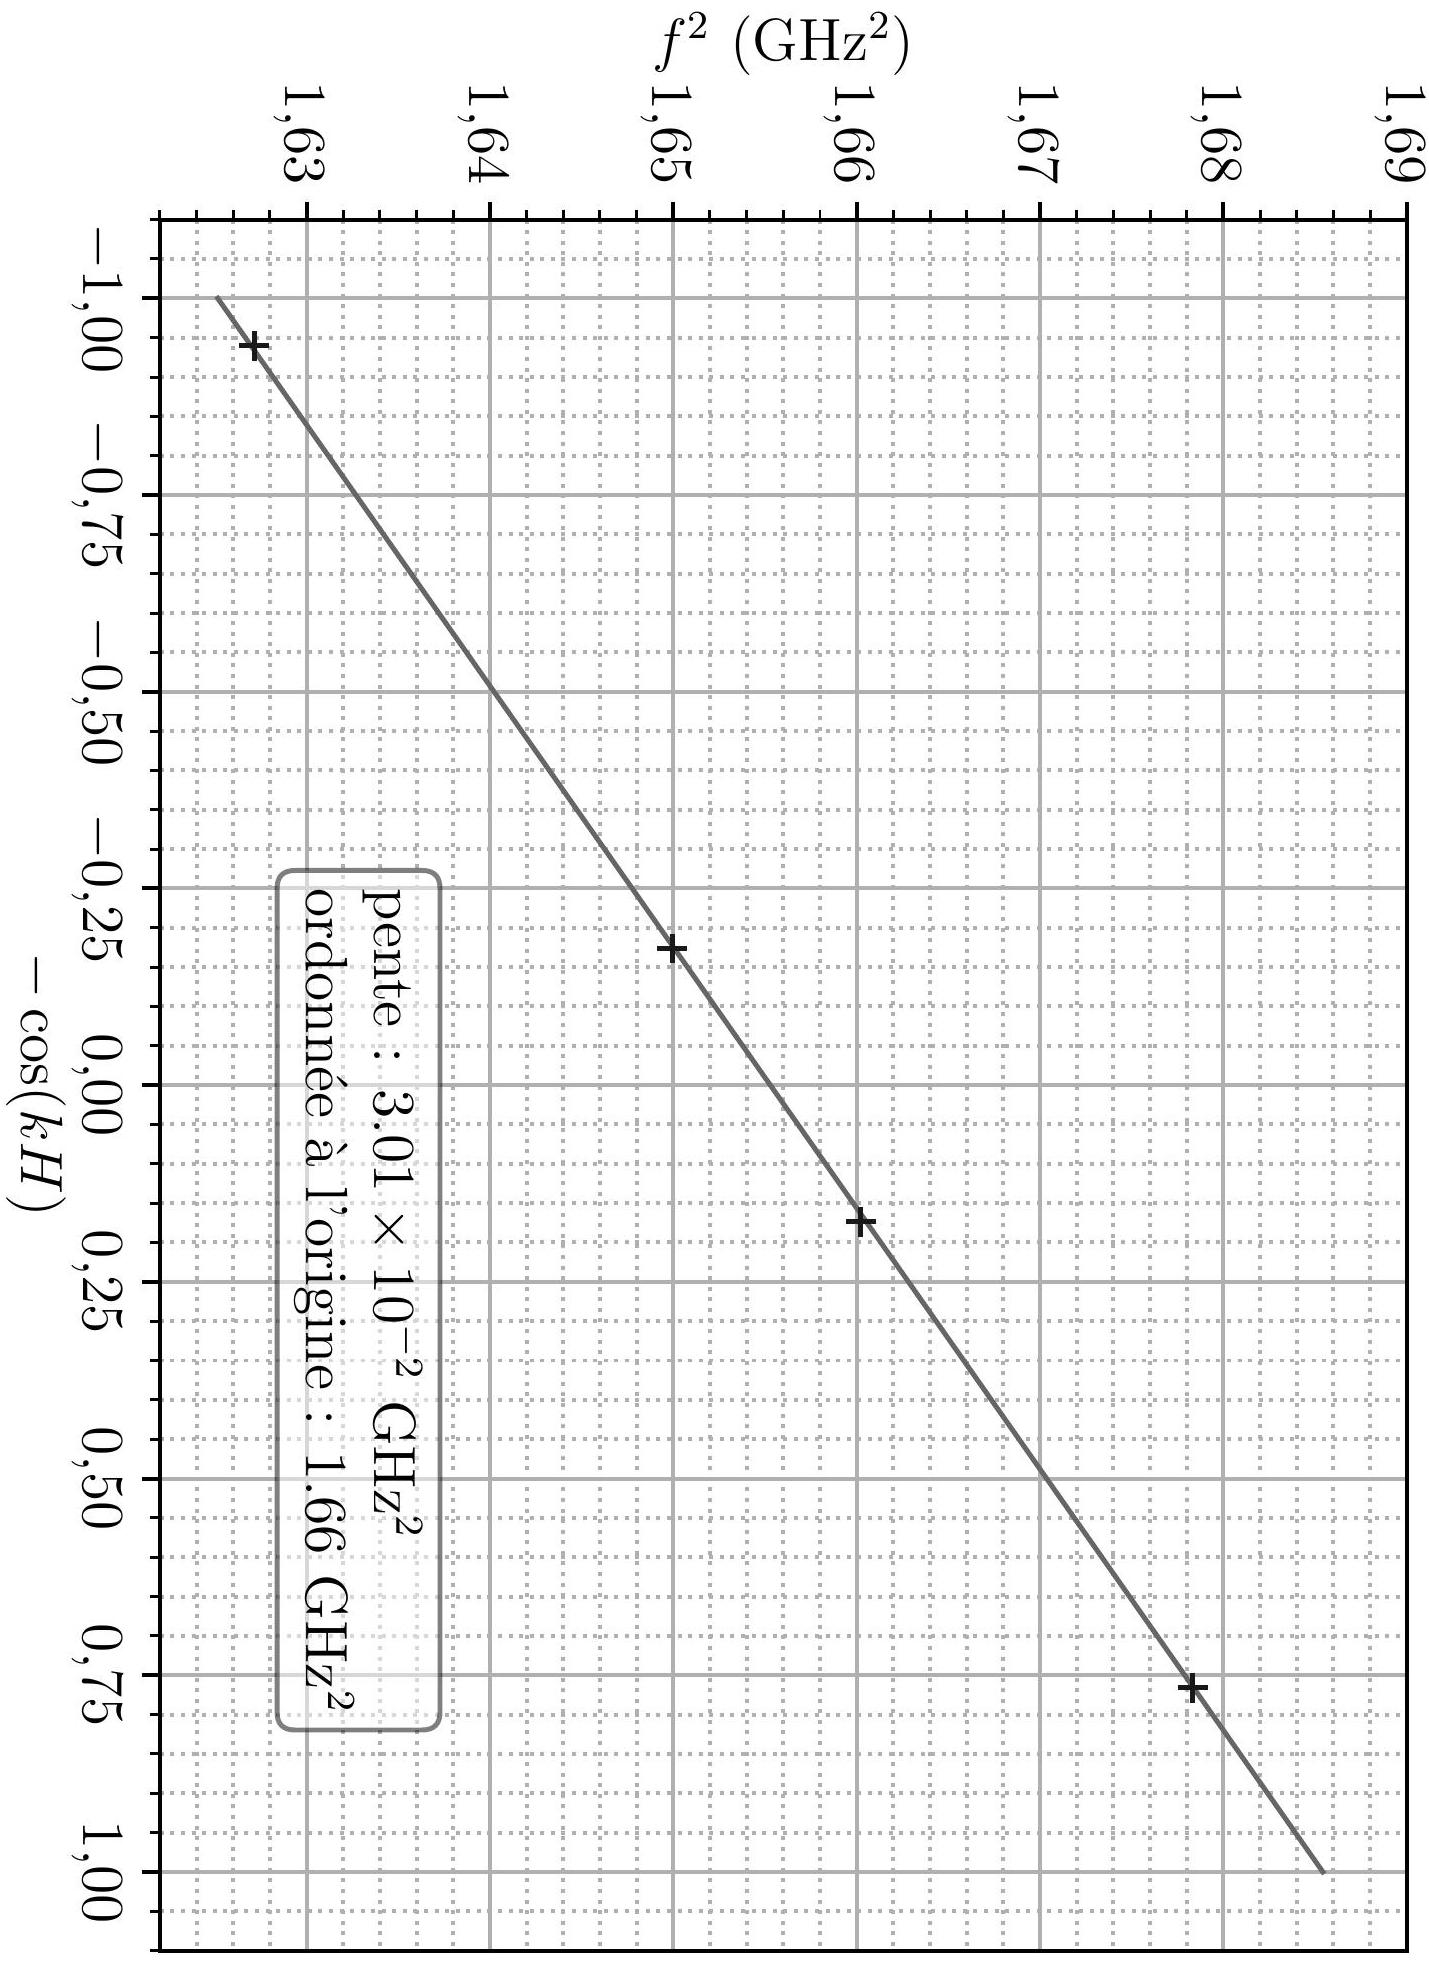 f² (GHz²)
1,69
1,68
1,67
1,66
1,65
1,64
1,63
pente : 3.01 × 10⁻² GHz²
ordonnée à l'origine : 1.66 GHz²
−1,00 −0,75 −0,50 −0,25 0,00 0,25 0,50 0,75 1,00
− cos(kH)